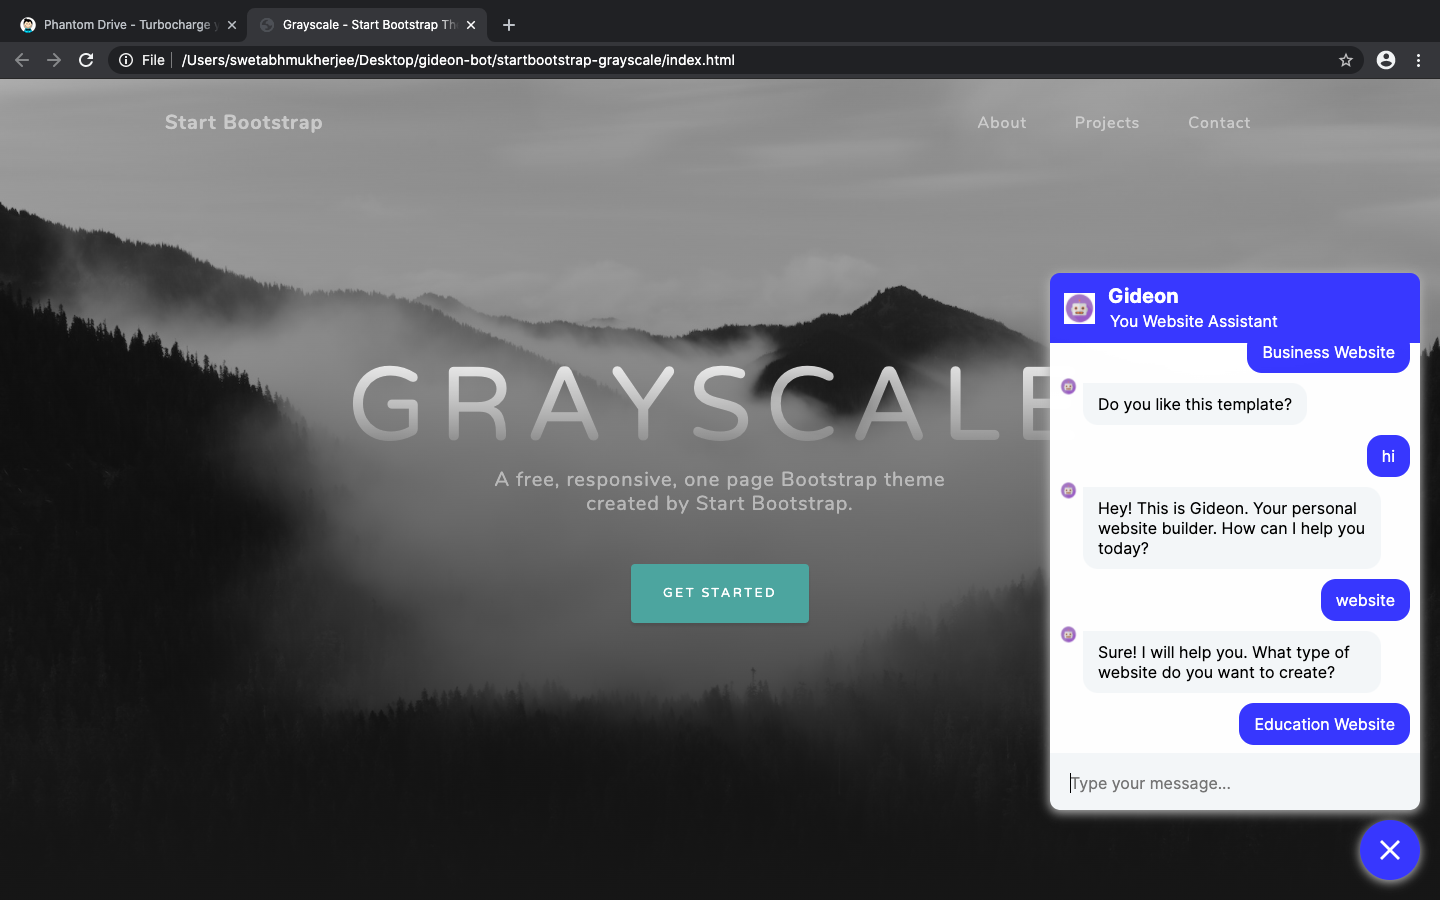 Phantom Drive - Turbocharge y
Grayscale - Start Bootstrap Th
File
/Users/swetabhmukherjee/Desktop/gideon-bot/startbootstrap-grayscale/index.html
Start Bootstrap
About
Projects
Contact
GRAYSCALE
A free, responsive, one page Bootstrap theme
created by Start Bootstrap.
GET STARTED
Gideon
You Website Assistant
Business Website
Do you like this template?
hi
Hey! This is Gideon. Your personal
website builder. How can I help you
today?
website
Sure! I will help you. What type of
website do you want to create?
Education Website
Type your message...